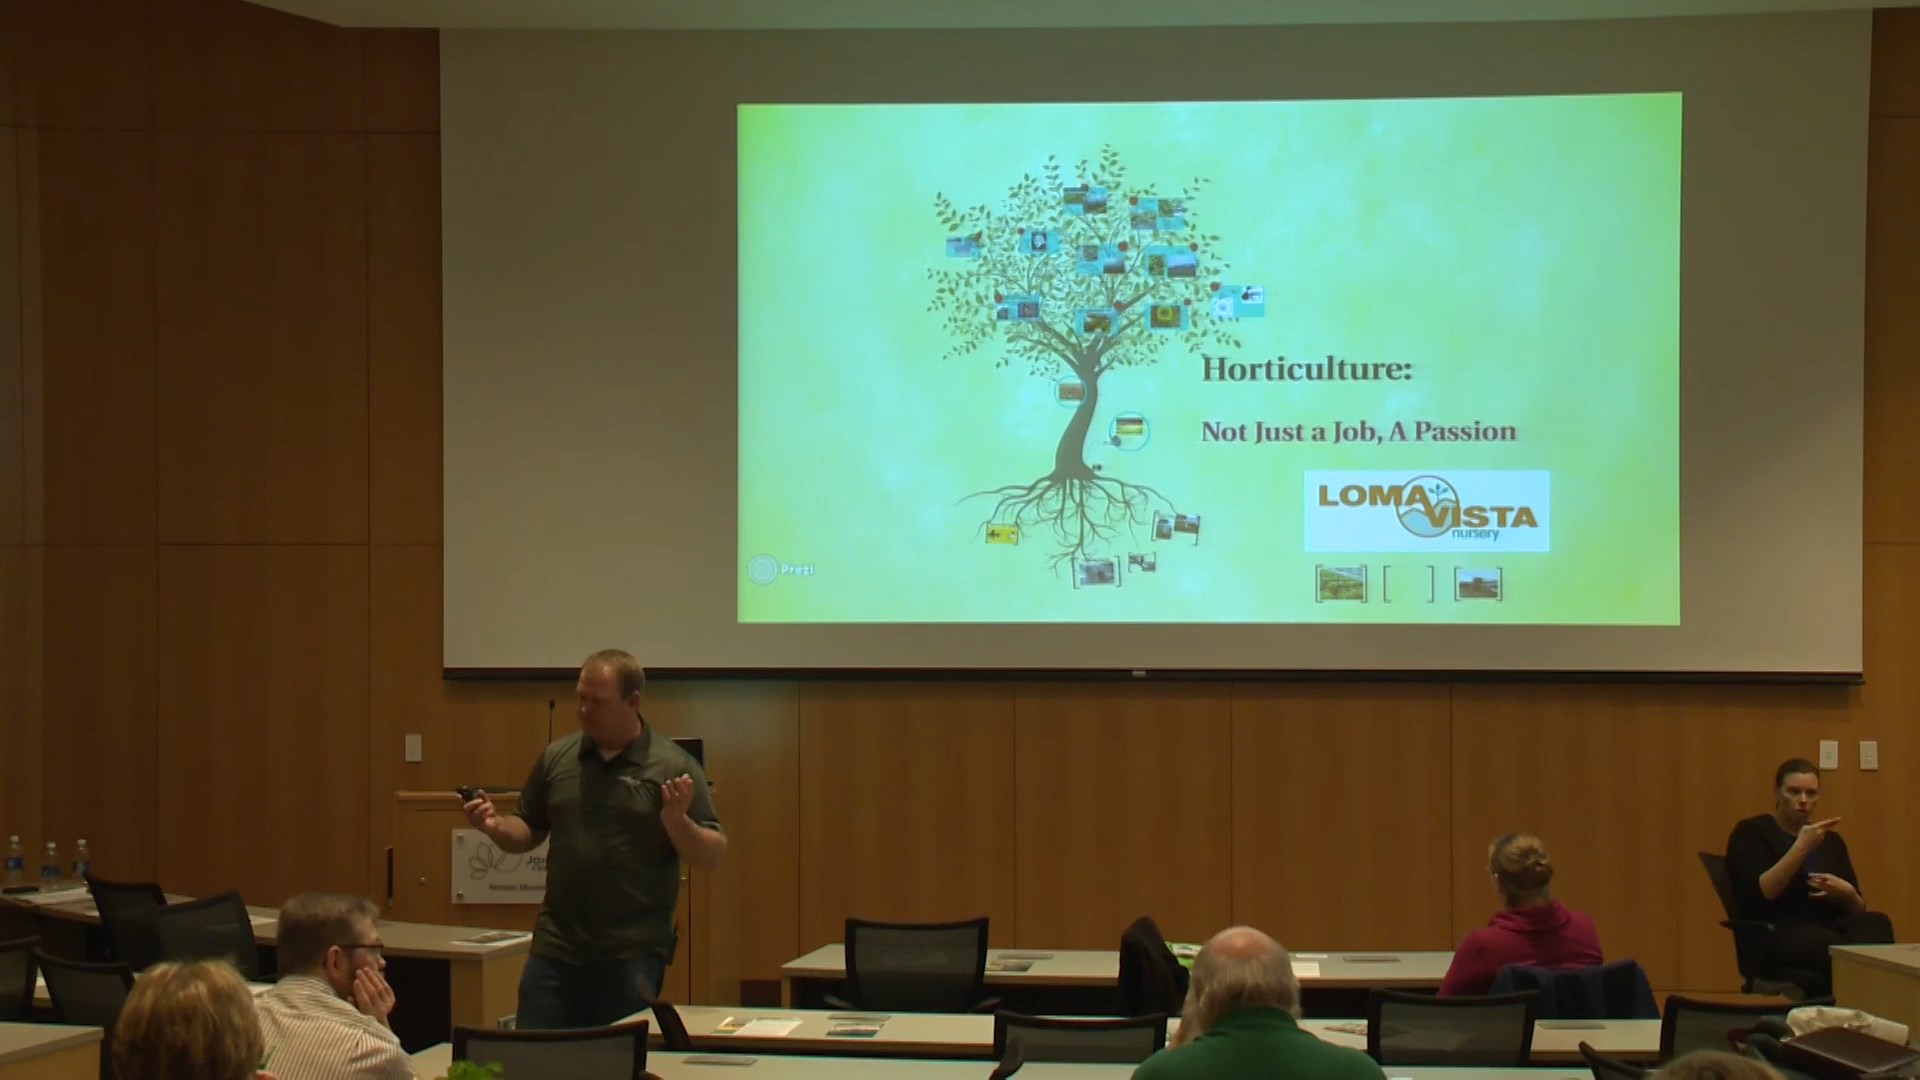 Horticulture:
Not Just a Job, A Passion
LOMA VISTA
nursery
Prezi